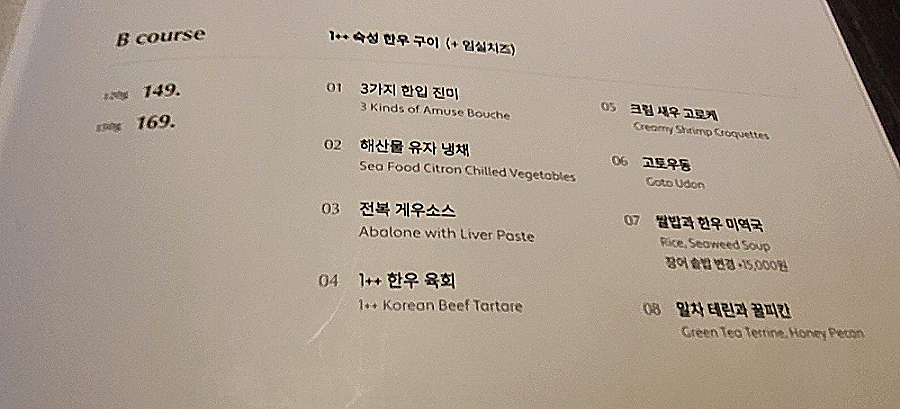 B course
149.
169.
1++ 숙성 한우 구이 (+ 임실치즈)
01 3가지 한입 진미
3 Kinds of Amuse Bouche
02 해산물 유자 냉채
Sea Food Citron Chilled Vegetables
03 전복 게우소스
Abalone with Liver Paste
04 1++ 한우 육회
1++ Korean Beef Tartare
05 크림 새우 고로케
Creamy Shrimp Croquettes
06 고토우동
Goto Udon
07 쌀밥과 한우 미역국
Rice, Seaweed Soup
장어 솥밥 변경 +15,000원
08 말차 테린과 꿀피칸
Green Tea Terrine, Honey Pecan